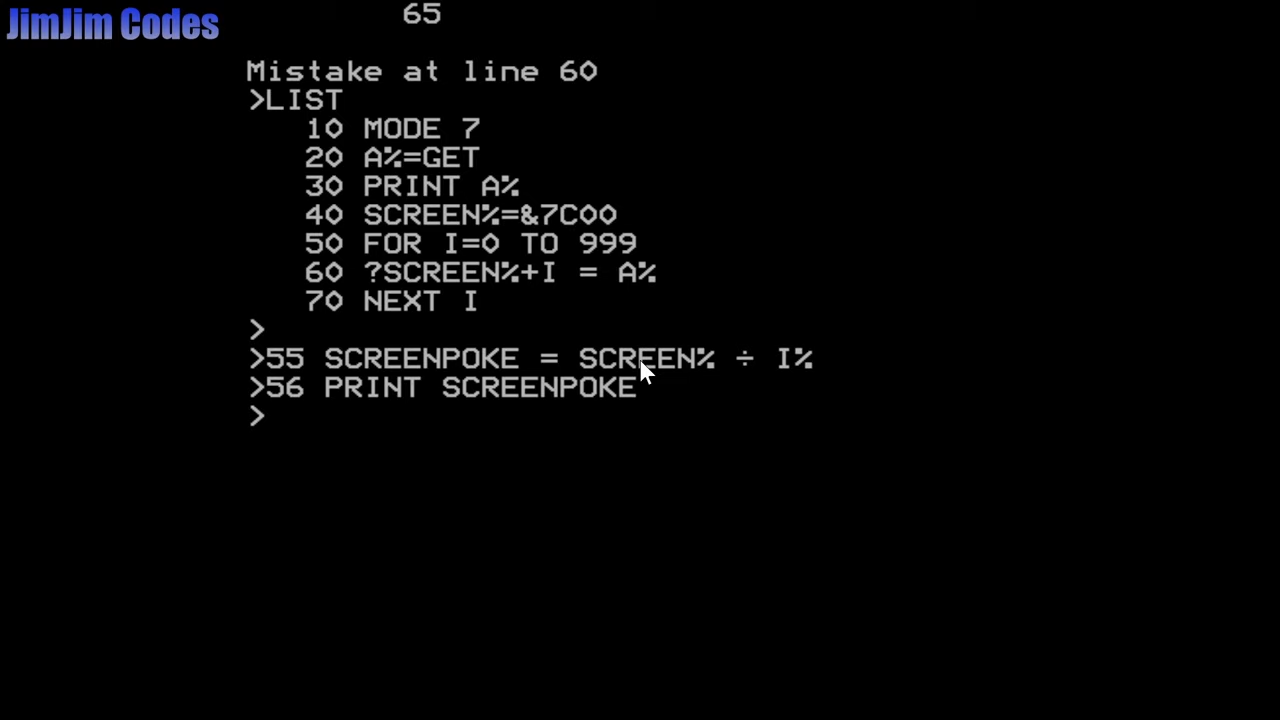 JimJim Codes
65
Mistake at line 60
>LIST
10 MODE 7
20 A%=GET
30 PRINT A%
40 SCREEN%=&7C00
50 FOR I=0 TO 999
60 ?SCREEN%+I = A%
70 NEXT I
>
>55 SCREENPOKE = SCREEN% ÷ I%
>56 PRINT SCREENPOKE
>